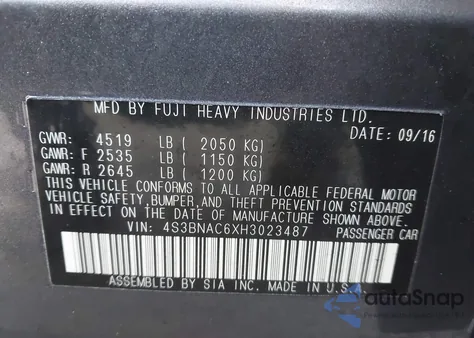 MFD BY FUJI HEAVY INDUSTRIES LTD.
DATE: 09/16
GVWR: 4519 LB ( 2050 KG)
GAWR: F 2535 LB ( 1150 KG)
GAWR: R 2645 LB ( 1200 KG)
THIS VEHICLE CONFORMS TO ALL APPLICABLE FEDERAL MOTOR
VEHICLE SAFETY, BUMPER, AND THEFT PREVENTION STANDARDS
IN EFFECT ON THE DATE OF MANUFACTURE SHOWN ABOVE.
VIN: 4S3BNAC6XH3023487 PASSENGER CAR
ASSEMBLED BY SIA INC. MADE IN U.S.A.
autoSnap